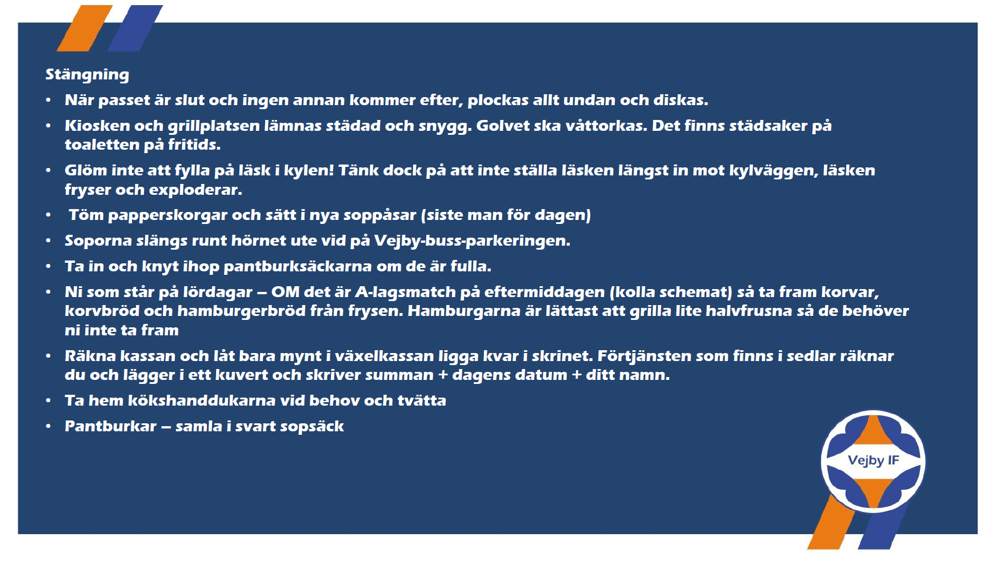 Stängning
• När passet är slut och ingen annan kommer efter, plockas allt undan och diskas.
• Kiosken och grillplatsen lämnas städad och snygg. Golvet ska våttorkas. Det finns städsaker på
toaletten på fritids.
• Glöm inte att fylla på läsk i kylen! Tänk dock på att inte ställa läsken längst in mot kylväggen, läsken
fryser och exploderar.
• Töm papperskorgar och sätt i nya soppåsar (siste man för dagen)
• Soporna slängs runt hörnet ute vid på Vejby-buss-parkeringen.
• Ta in och knyt ihop pantburksäckarna om de är fulla.
• Ni som står på lördagar – OM det är A-lagsmatch på eftermiddagen (kolla schemat) så ta fram korvar,
korvbröd och hamburgerbröd från frysen. Hamburgarna är lättast att grilla lite halvfrusna så de behöver
ni inte ta fram
• Räkna kassan och låt bara mynt i växelkassan ligga kvar i skrinet. Förtjänsten som finns i sedlar räknar
du och lägger i ett kuvert och skriver summan + dagens datum + ditt namn.
• Ta hem kökshanddukarna vid behov och tvätta
• Pantburkar – samla i svart sopsäck
Vejby IF